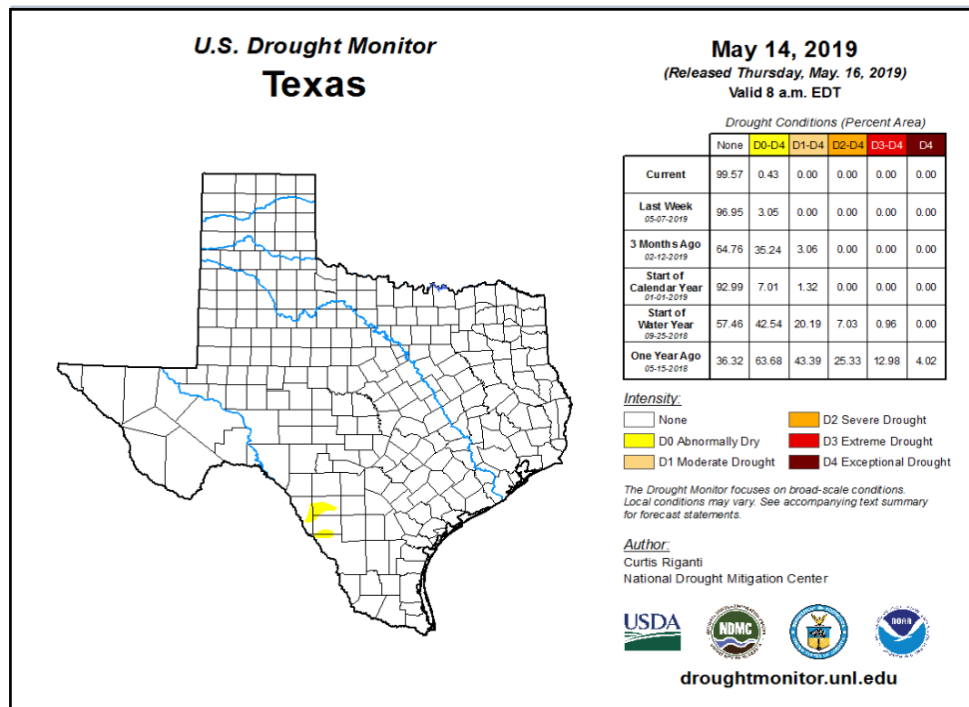 U.S. Drought Monitor
Texas
May 14, 2019
(Released Thursday, May. 16, 2019)
Valid 8 a.m. EDT
Drought Conditions (Percent Area)
None D0-D4 D1-D4 D2-D4 D3-D4 D4
Current 99.57 0.43 0.00 0.00 0.00 0.00
Last Week
05-07-2019 96.95 3.05 0.00 0.00 0.00 0.00
3 Months Ago
02-12-2019 64.76 35.24 3.06 0.00 0.00 0.00
Start of
Calendar Year
01-01-2019 92.99 7.01 1.32 0.00 0.00 0.00
Start of
Water Year
09-25-2018 57.46 42.54 20.19 7.03 0.96 0.00
One Year Ago
05-15-2018 36.32 63.68 43.39 25.33 12.98 4.02
Intensity:
None
D0 Abnormally Dry
D1 Moderate Drought
D2 Severe Drought
D3 Extreme Drought
D4 Exceptional Drought
The Drought Monitor focuses on broad-scale conditions.
Local conditions may vary. See accompanying text summary
for forecast statements.
Author:
Curtis Riganti
National Drought Mitigation Center
USDA
NDMC
NOAA
droughtmonitor.unl.edu